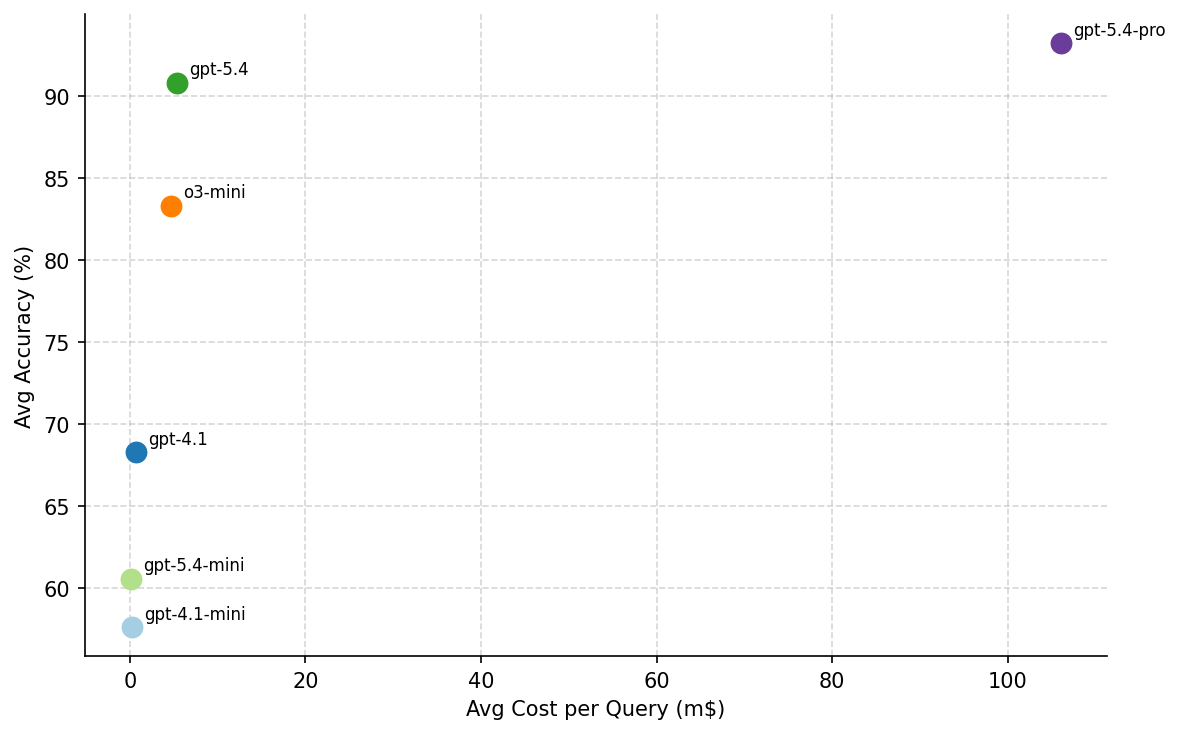 gpt-5.4-pro
gpt-5.4
90
85
o3-mini
80
75
70
gpt-4.1
65
gpt-5.4-mini
60
gpt-4.1-mini
Avg Accuracy (%)
0 20 40 60 80 100
Avg Cost per Query (m$)